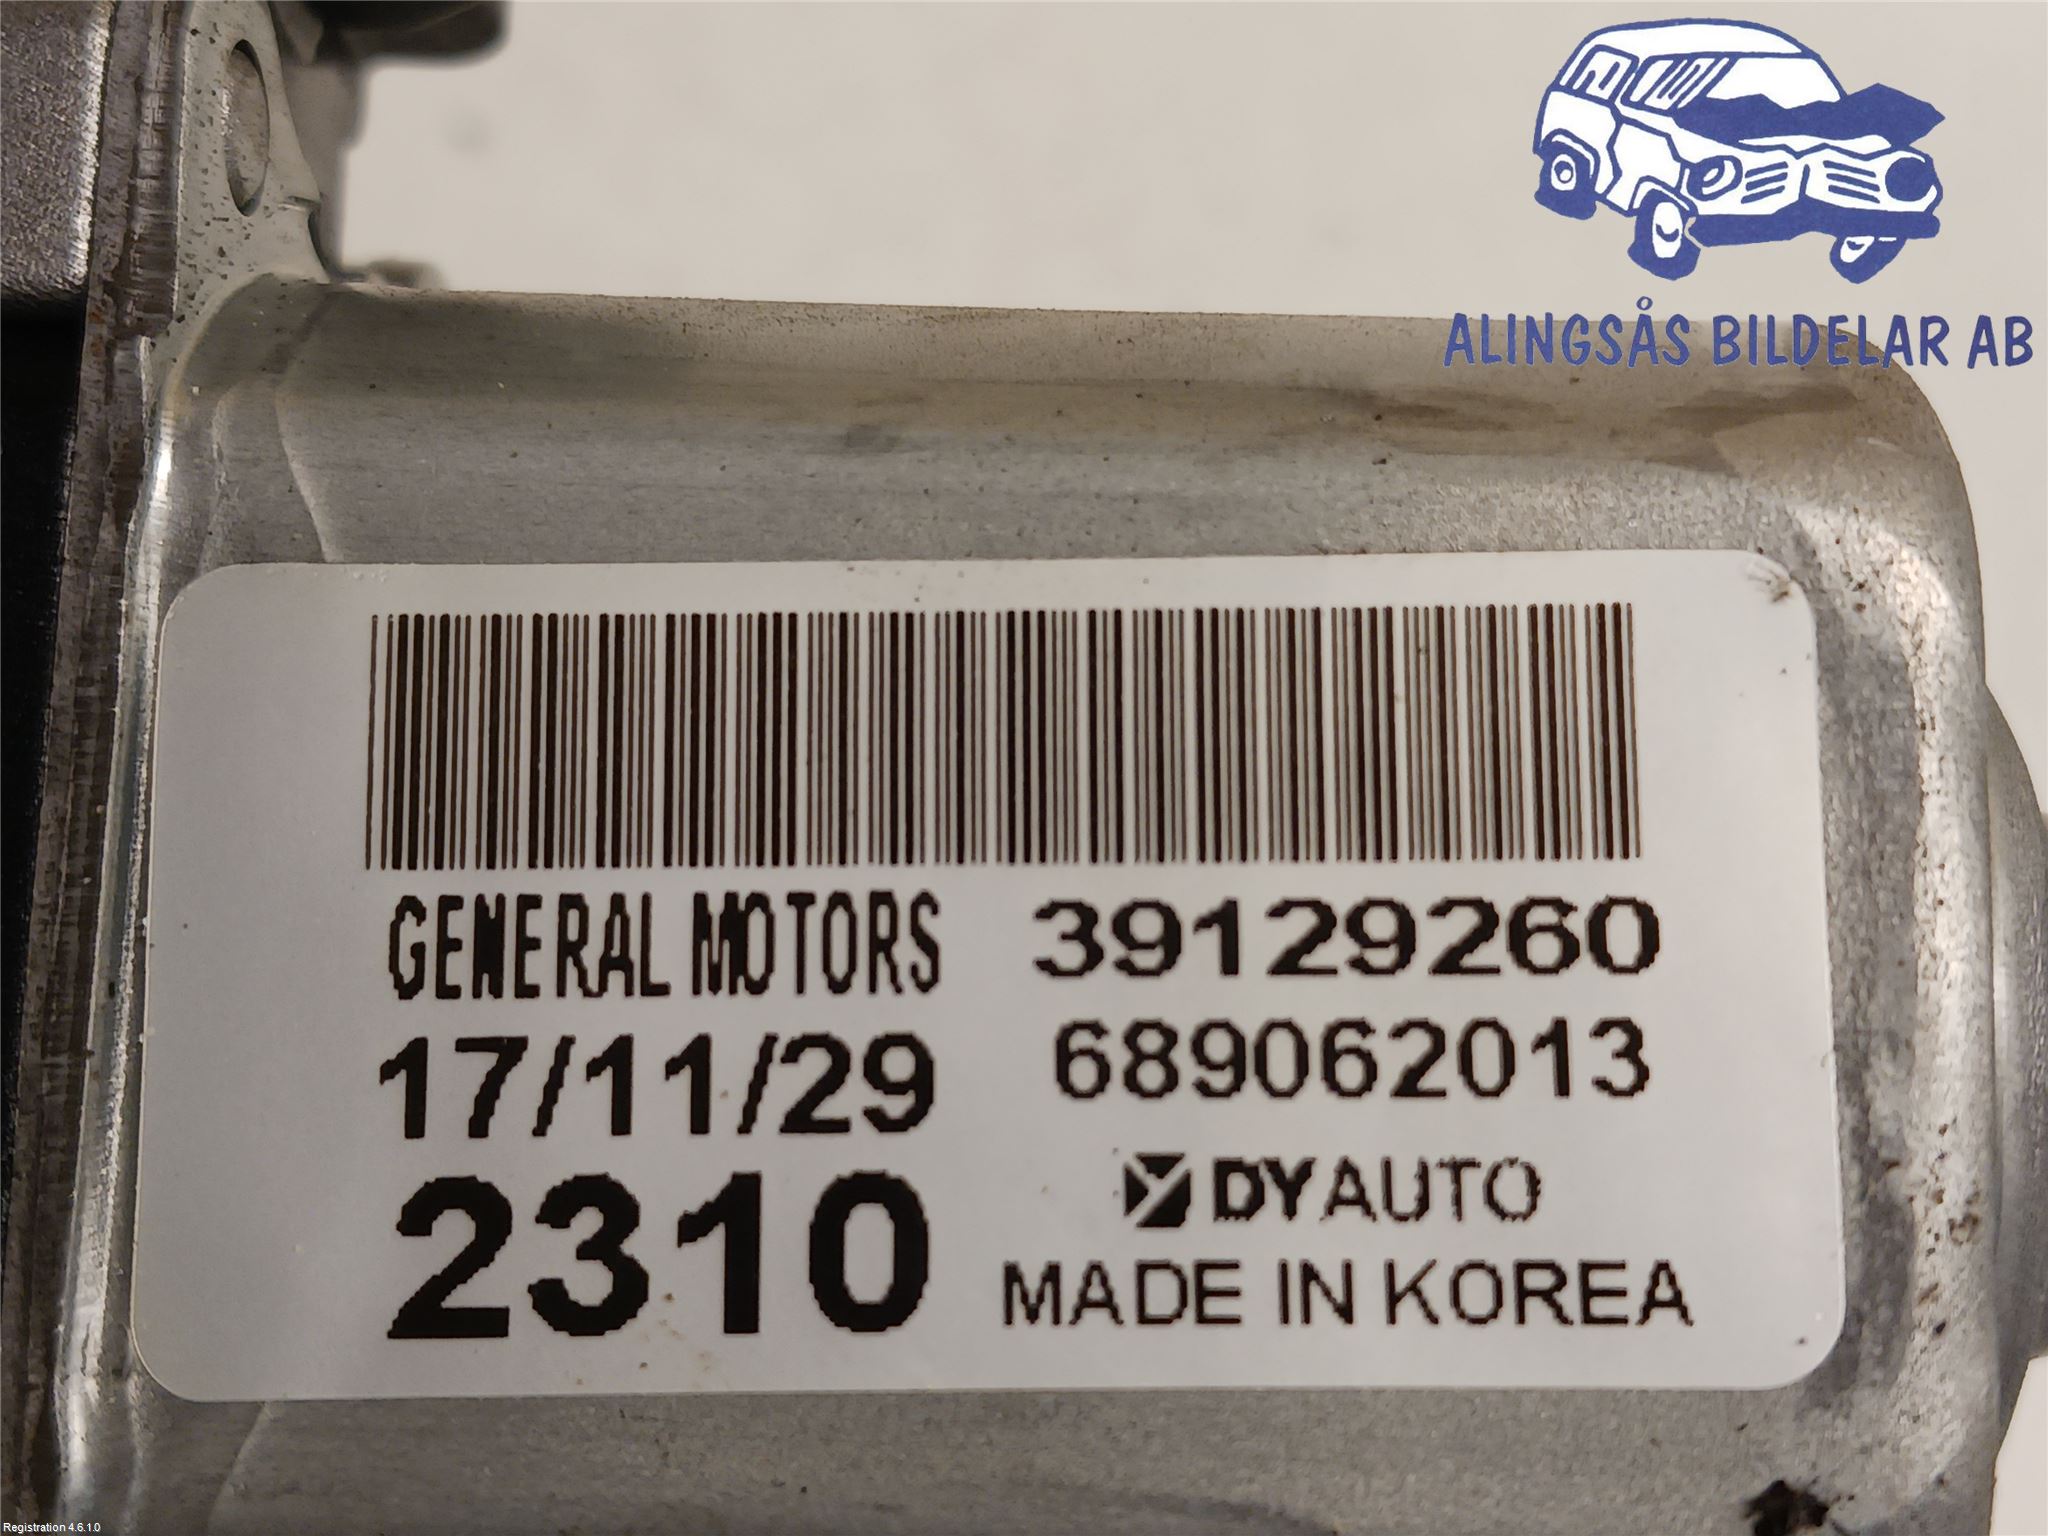 ALINGSÅS BILDELAR AB
GENERAL MOTORS 39129260
17/11/29 689062013
2310 DYAUTO
MADE IN KOREA
Registration 4.6.1.0